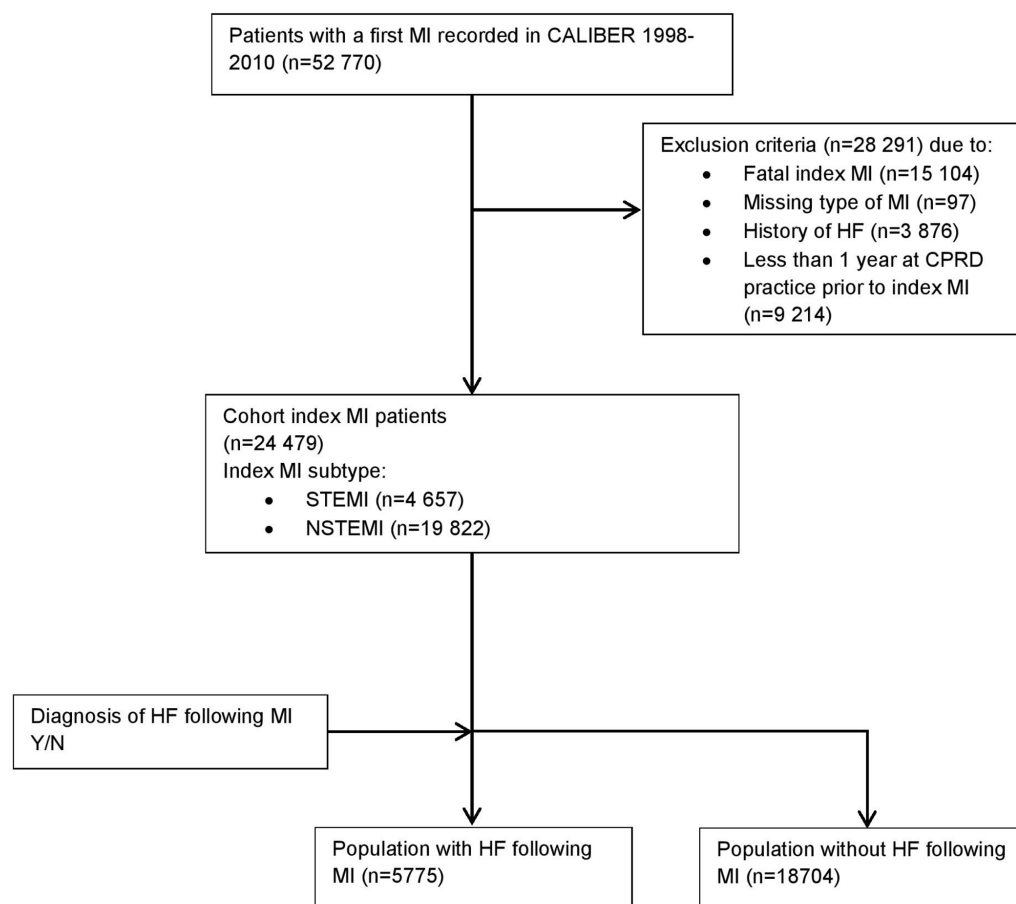 Patients with a first MI recorded in CALIBER 1998-
2010 (n=52 770)
Exclusion criteria (n=28 291) due to:
• Fatal index MI (n=15 104)
• Missing type of MI (n=97)
• History of HF (n=3 876)
• Less than 1 year at CPRD
practice prior to index MI
(n=9 214)
Cohort index MI patients
(n=24 479)
Index MI subtype:
• STEMI (n=4 657)
• NSTEMI (n=19 822)
Diagnosis of HF following MI
Y/N
Population with HF following
MI (n=5775)
Population without HF following
MI (n=18704)